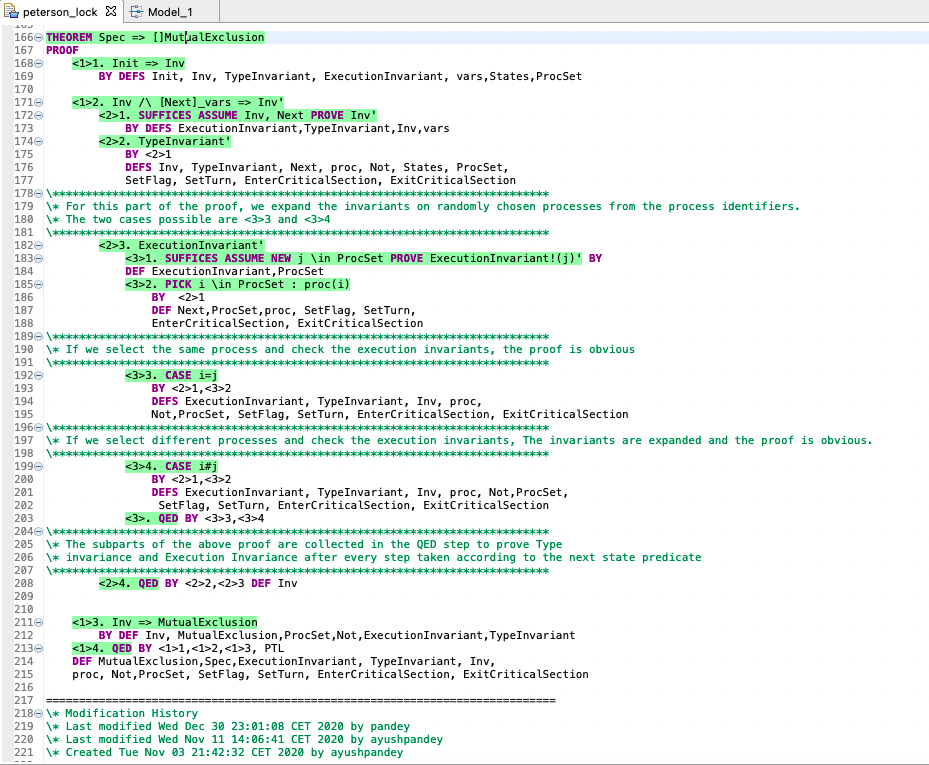 peterson_lock Model_1
165
166 THEOREM Spec => []MutualExclusion
167 PROOF
168 <1>1. Init => Inv
169 BY DEFS Init, Inv, TypeInvariant, ExecutionInvariant, vars,States,ProcSet
170
171 <1>2. Inv /\ [Next]_vars => Inv'
172 <2>1. SUFFICES ASSUME Inv, Next PROVE Inv'
173 BY DEFS ExecutionInvariant,TypeInvariant,Inv,vars
174 <2>2. TypeInvariant'
175 BY <2>1
176 DEFS Inv, TypeInvariant, Next, proc, Not, States, ProcSet,
177 SetFlag, SetTurn, EnterCriticalSection, ExitCriticalSection
178 \***************************************************************************
179 \* For this part of the proof, we expand the invariants on randomly chosen processes from the process identifiers.
180 \* The two cases possible are <3>3 and <3>4
181 \***************************************************************************
182 <2>3. ExecutionInvariant'
183 <3>1. SUFFICES ASSUME NEW j \in ProcSet PROVE ExecutionInvariant!(j)' BY
184 DEF ExecutionInvariant,ProcSet
185 <3>2. PICK i \in ProcSet : proc(i)
186 BY <2>1
187 DEF Next,ProcSet,proc, SetFlag, SetTurn,
188 EnterCriticalSection, ExitCriticalSection
189 \***************************************************************************
190 \* If we select the same process and check the execution invariants, the proof is obvious
191 \***************************************************************************
192 <3>3. CASE i=j
193 BY <2>1,<3>2
194 DEFS ExecutionInvariant, TypeInvariant, Inv, proc,
195 Not,ProcSet, SetFlag, SetTurn, EnterCriticalSection, ExitCriticalSection
196 \***************************************************************************
197 \* If we select different processes and check the execution invariants, The invariants are expanded and the proof is obvious.
198 \***************************************************************************
199 <3>4. CASE i#j
200 BY <2>1,<3>2
201 DEFS ExecutionInvariant, TypeInvariant, Inv, proc, Not,ProcSet,
202 SetFlag, SetTurn, EnterCriticalSection, ExitCriticalSection
203 <3>. QED BY <3>3,<3>4
204 \***************************************************************************
205 \* The subparts of the above proof are collected in the QED step to prove Type
206 \* invariance and Execution Invariance after every step taken according to the next state predicate
207 \***************************************************************************
208 <2>4. QED BY <2>2,<2>3 DEF Inv
209
210
211 <1>3. Inv => MutualExclusion
212 BY DEF Inv, MutualExclusion,ProcSet,Not,ExecutionInvariant,TypeInvariant
213 <1>4. QED BY <1>1,<1>2,<1>3, PTL
214 DEF MutualExclusion,Spec,ExecutionInvariant, TypeInvariant, Inv,
215 proc, Not,ProcSet, SetFlag, SetTurn, EnterCriticalSection, ExitCriticalSection
216
217 =============================================================================
218 \* Modification History
219 \* Last modified Wed Dec 30 23:01:08 CET 2020 by pandey
220 \* Last modified Wed Nov 11 14:06:41 CET 2020 by ayushpandey
221 \* Created Tue Nov 03 21:42:32 CET 2020 by ayushpandey